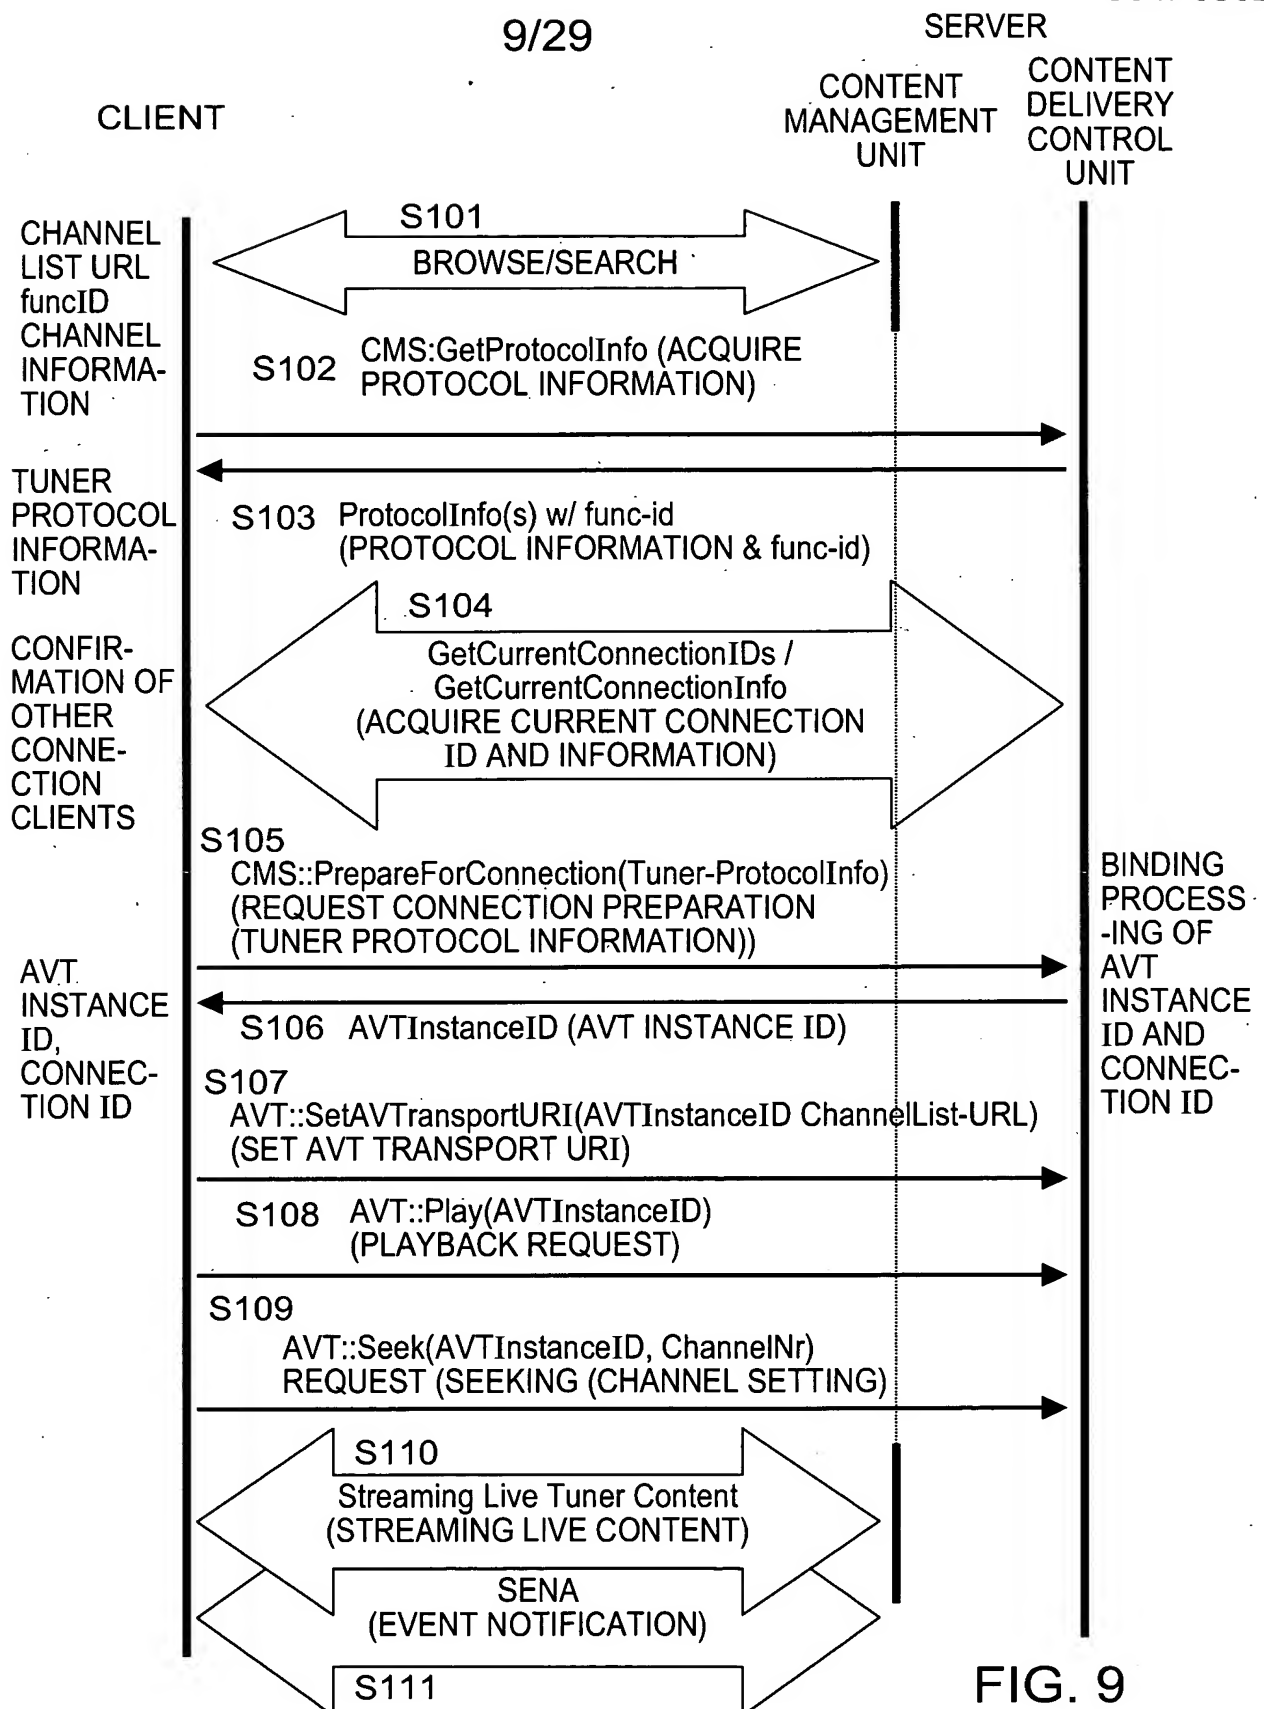 9/29
SERVER
CLIENT
CONTENT
MANAGEMENT
UNIT
CONTENT
DELIVERY
CONTROL
UNIT
CHANNEL
LIST URL
funcID
CHANNEL
INFORMA-
TION
S101
BROWSE/SEARCH
S102
CMS:GetProtocolInfo (ACQUIRE
PROTOCOL INFORMATION)
TUNER
PROTOCOL
INFORMA-
TION
S103
ProtocolInfo(s) w/ func-id
(PROTOCOL INFORMATION & func-id)
CONFIR-
MATION OF
OTHER
CONNE-
CTION
CLIENTS
S104
GetCurrentConnectionIDs /
GetCurrentConnectionInfo
(ACQUIRE CURRENT CONNECTION
ID AND INFORMATION)
S105
CMS::PrepareForConnection(Tuner-ProtocolInfo)
(REQUEST CONNECTION PREPARATION
(TUNER PROTOCOL INFORMATION))
BINDING
PROCESS
-ING OF
AVT
INSTANCE
ID AND
CONNEC-
TION ID
AVT
INSTANCE
ID,
CONNEC-
TION ID
S106 AVTInstanceID (AVT INSTANCE ID)
S107
AVT::SetAVTransportURI(AVTInstanceID ChannelList-URL)
(SET AVT TRANSPORT URI)
S108
AVT::Play(AVTInstanceID)
(PLAYBACK REQUEST)
S109
AVT::Seek(AVTInstanceID, ChannelNr)
REQUEST (SEEKING (CHANNEL SETTING)
S110
Streaming Live Tuner Content
(STREAMING LIVE CONTENT)
SENA
(EVENT NOTIFICATION)
S111
FIG. 9